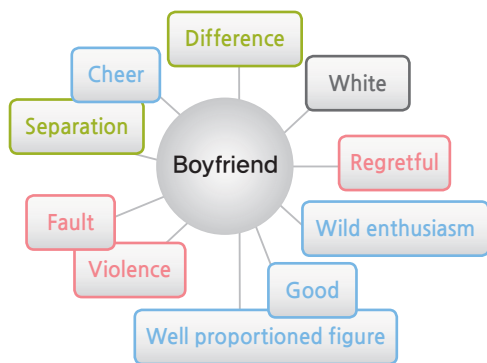 Difference
Cheer
White
Separation
Boyfriend
Regretful
Fault
Wild enthusiasm
Violence
Good
Well proportioned figure